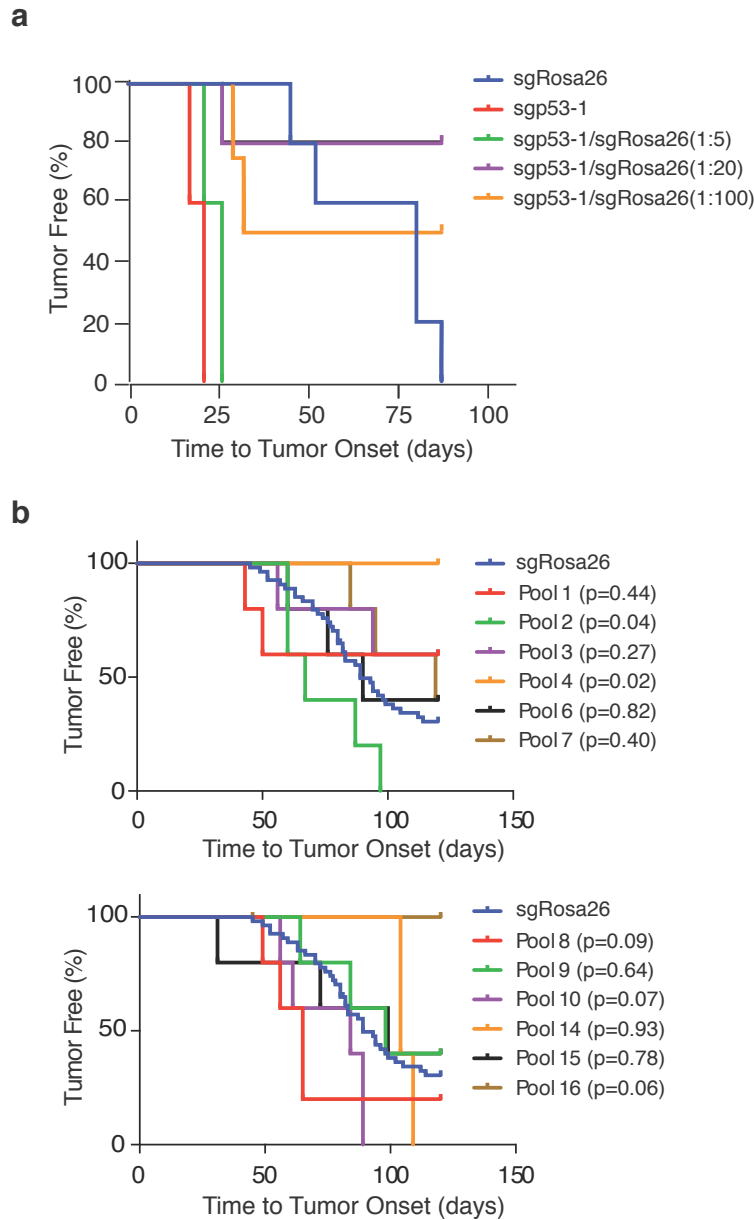 a
100
80
60
40
20
0
Tumor Free (%)
0 25 50 75 100
Time to Tumor Onset (days)
sgRosa26
sgp53-1
sgp53-1/sgRosa26(1:5)
sgp53-1/sgRosa26(1:20)
sgp53-1/sgRosa26(1:100)
b
100
50
0
Tumor Free (%)
0 50 100 150
Time to Tumor Onset (days)
sgRosa26
Pool 1 (p=0.44)
Pool 2 (p=0.04)
Pool 3 (p=0.27)
Pool 4 (p=0.02)
Pool 6 (p=0.82)
Pool 7 (p=0.40)
100
50
0
Tumor Free (%)
0 50 100 150
Time to Tumor Onset (days)
sgRosa26
Pool 8 (p=0.09)
Pool 9 (p=0.64)
Pool 10 (p=0.07)
Pool 14 (p=0.93)
Pool 15 (p=0.78)
Pool 16 (p=0.06)